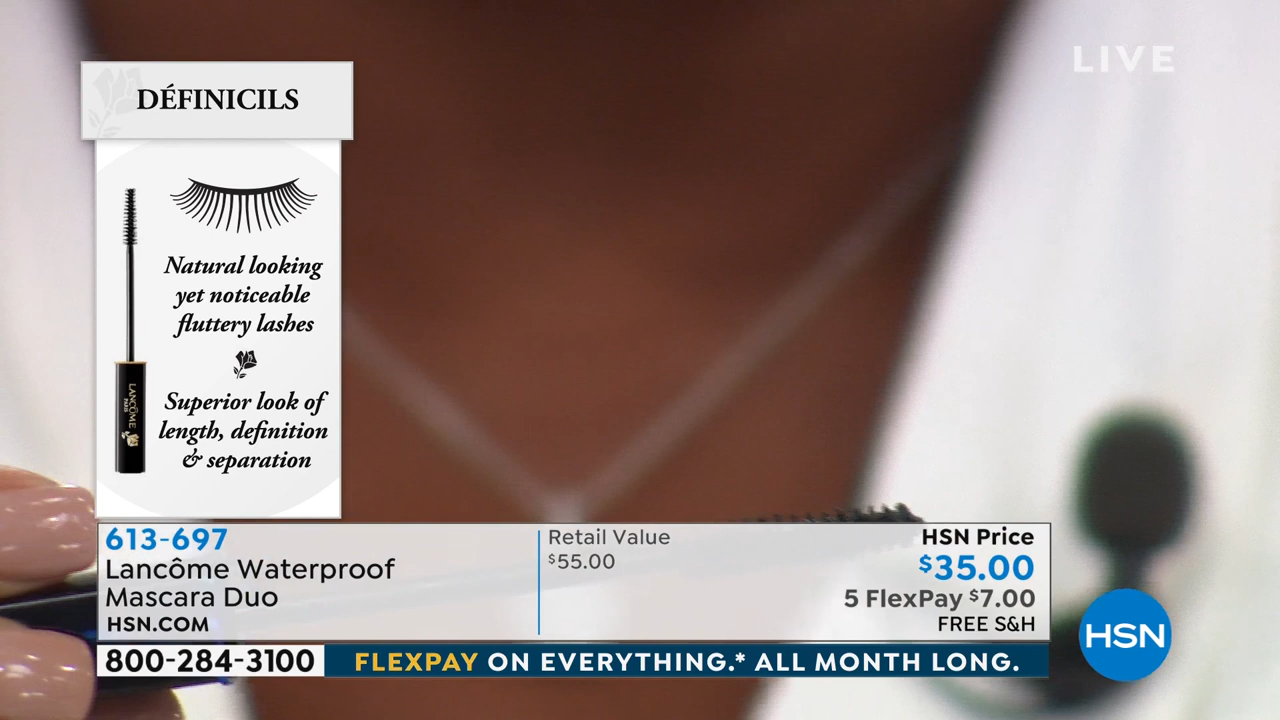 LIVE
DÉFINICILS
Natural looking
yet noticeable
fluttery lashes
Superior look of
length, definition
& separation
LANCÔME
PARIS
613-697
Lancôme Waterproof
Mascara Duo
HSN.COM
Retail Value
$55.00
HSN Price
$35.00
5 FlexPay $7.00
FREE S&H
800-284-3100
FLEXPAY ON EVERYTHING.* ALL MONTH LONG.
HSN